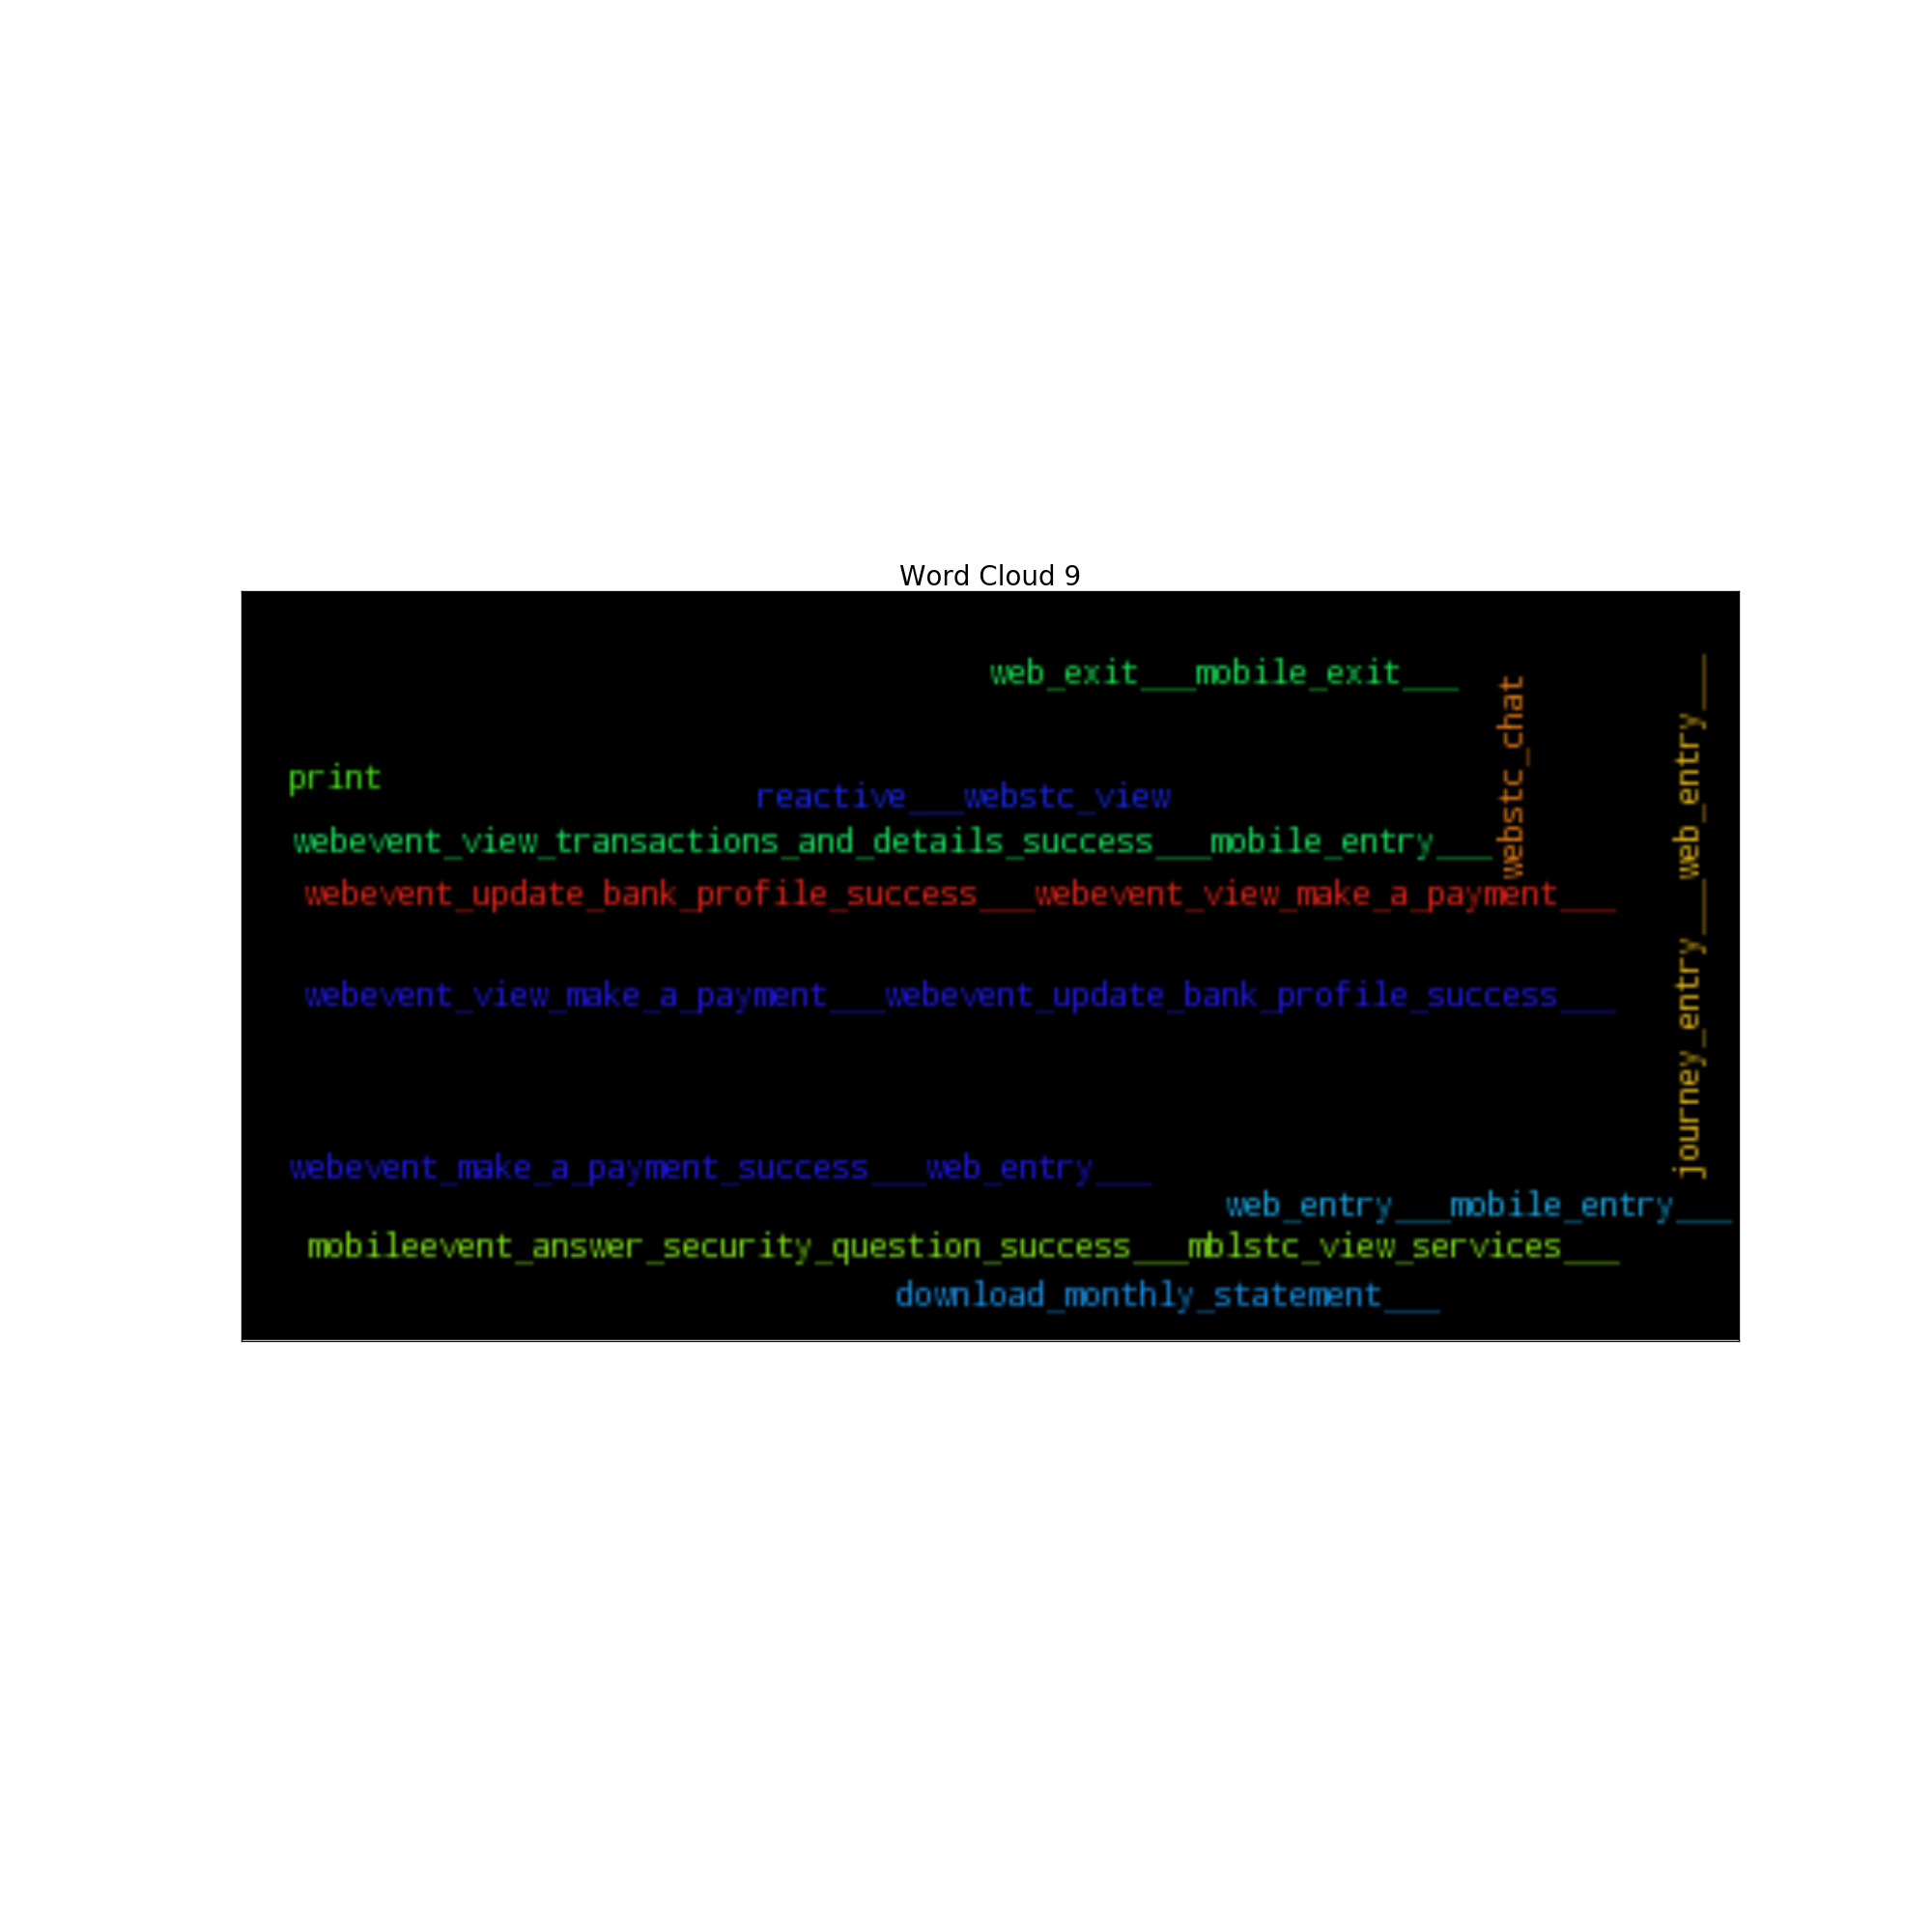 Word Cloud 9
web_exit___mobile_exit___
webstc_chat
journey_entry___web_entry___
print
reactive___webstc_view
webevent_view_transactions_and_details_success___mobile_entry___
webevent_update_bank_profile_success___webevent_view_make_a_payment___
webevent_view_make_a_payment___webevent_update_bank_profile_success___
webevent_make_a_payment_success___web_entry___
web_entry___mobile_entry___
mobileevent_answer_security_question_success___mblstc_view_services___
download_monthly_statement___